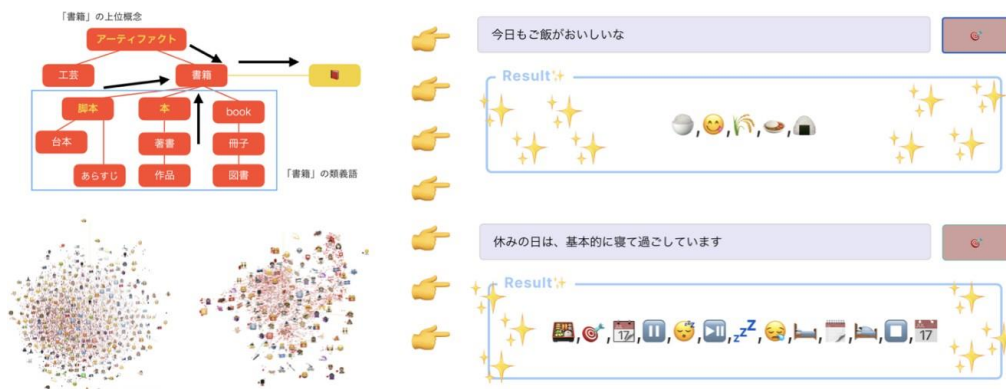 「書籍」の上位概念
アーティファクト
工芸
書籍
脚本
本
book
台本
著書
冊子
あらすじ
作品
図書
「書籍」の類義語
今日もご飯がおいしいな
Result
休みの日は、基本的に寝て過ごしています
Result